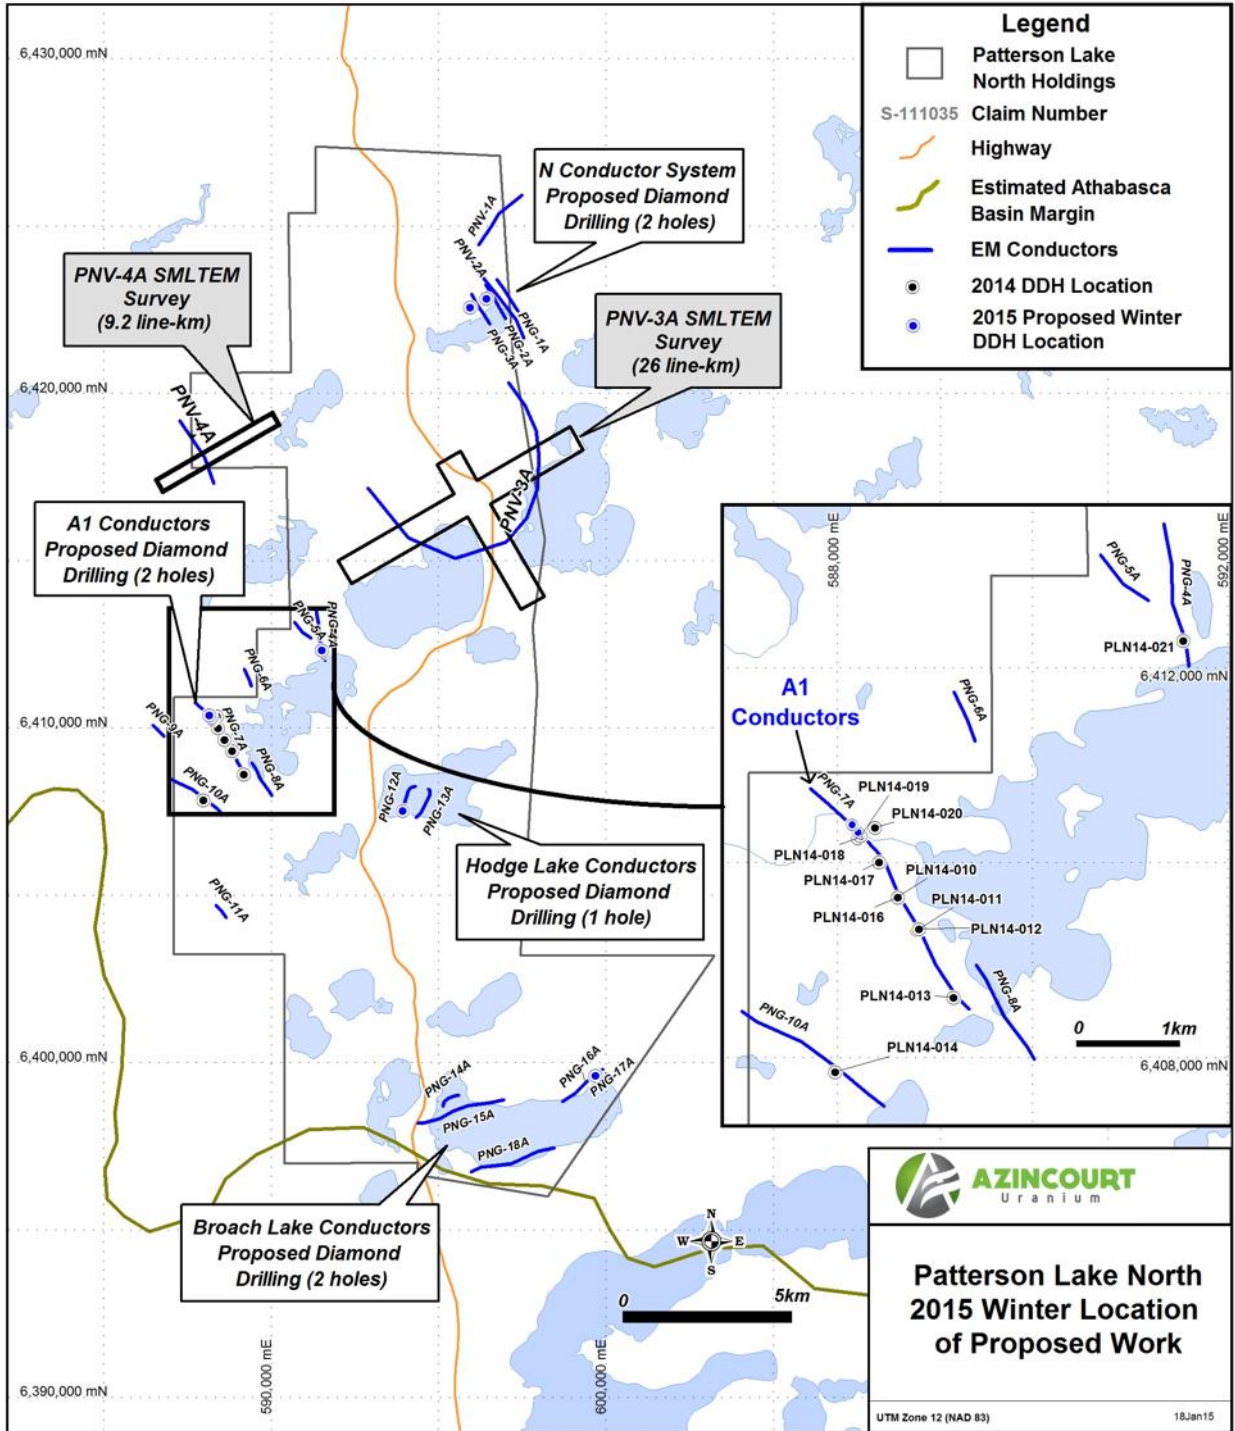 6,430,000 mN
6,420,000 mN
6,410,000 mN
6,400,000 mN
6,390,000 mN
590,000 mE
600,000 mE
Legend
Patterson Lake
North Holdings
S-111035 Claim Number
Highway
Estimated Athabasca
Basin Margin
EM Conductors
2014 DDH Location
2015 Proposed Winter
DDH Location
N Conductor System
Proposed Diamond
Drilling (2 holes)
PNV-4A SMLTEM
Survey
(9.2 line-km)
PNV-3A SMLTEM
Survey
(26 line-km)
A1 Conductors
Proposed Diamond
Drilling (2 holes)
Hodge Lake Conductors
Proposed Diamond
Drilling (1 hole)
Broach Lake Conductors
Proposed Diamond
Drilling (2 holes)
PNV-1A
PNV-2A
PNG-1A
PNG-2A
PNG-3A
PNV-4A
PNV-3A
PNG-4A
PNG-5A
PNG-6A
PNG-7A
PNG-8A
PNG-9A
PNG-10A
PNG-11A
PNG-12A
PNG-13A
PNG-14A
PNG-15A
PNG-16A
PNG-17A
PNG-18A
588,000 mE
592,000 mE
PNG-5A
PNG-4A
PLN14-021
6,412,000 mN
PNG-6A
A1
Conductors
PNG-7A
PLN14-019
PLN14-020
PLN14-018
PLN14-017
PLN14-010
PLN14-016
PLN14-011
PLN14-012
PLN14-013
PNG-8A
PNG-10A
PLN14-014
0 1km
6,408,000 mN
N
W E
S
0 5km
AZINCOURT
Uranium
Patterson Lake North
2015 Winter Location
of Proposed Work
UTM Zone 12 (NAD 83) 18Jan15